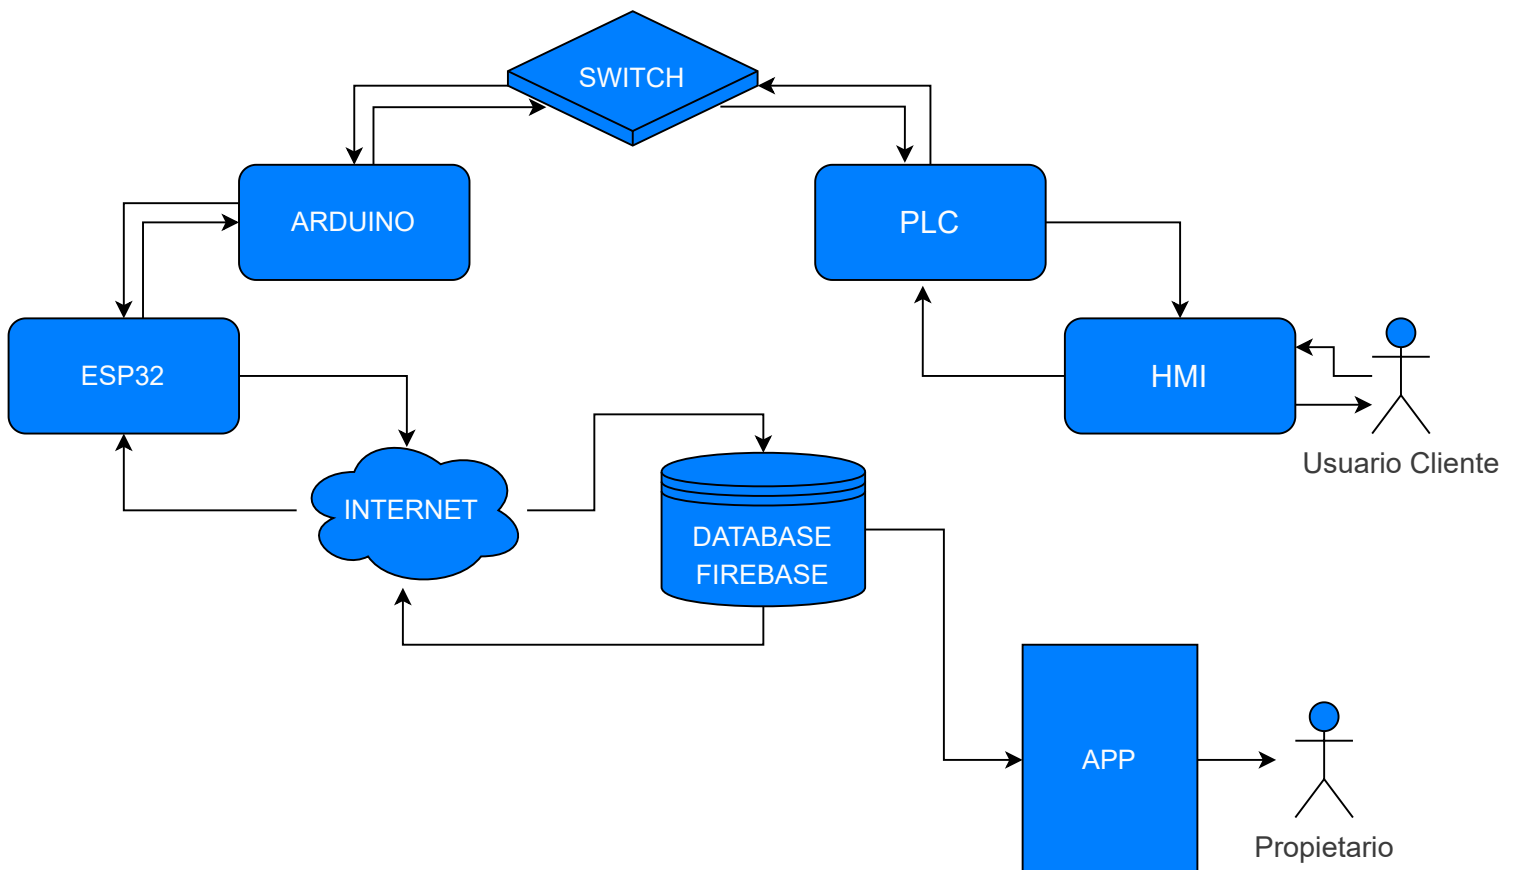 SWITCH
ARDUINO
PLC
ESP32
HMI
Usuario Cliente
INTERNET
DATABASE
FIREBASE
APP
Propietario